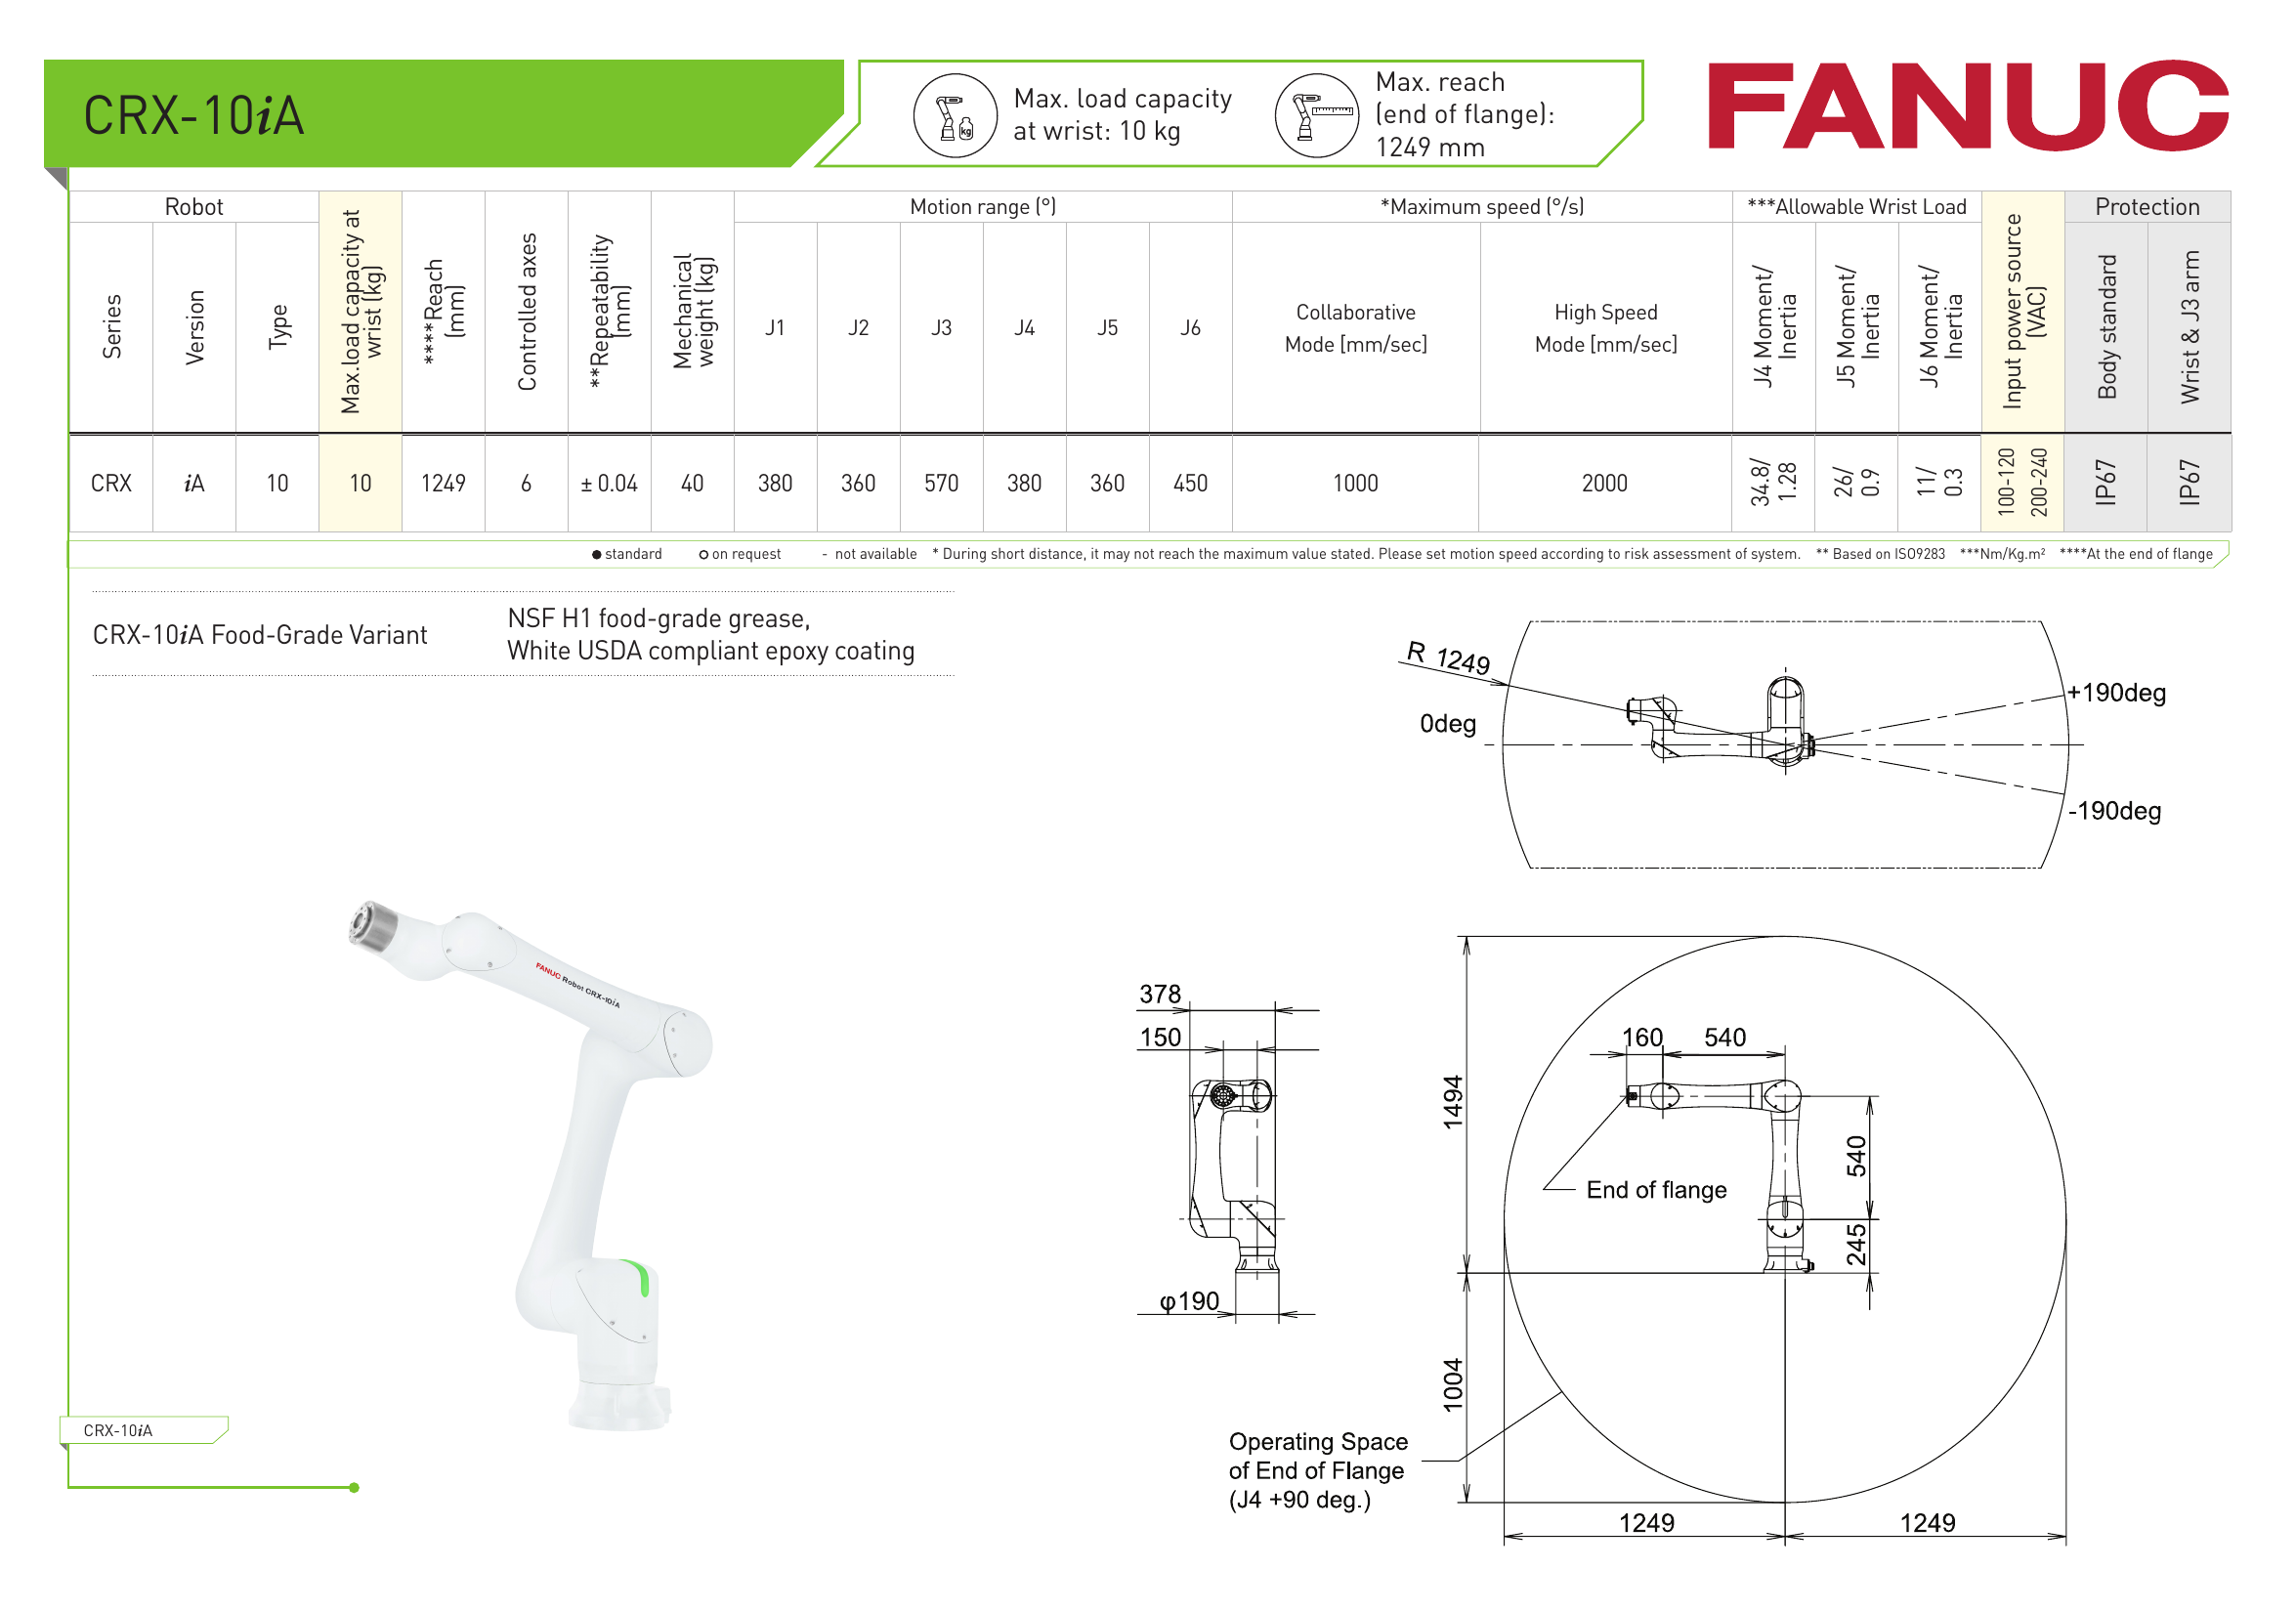 CRX-10iA
Max. load capacity
at wrist: 10 kg
kg
Max. reach
(end of flange):
1249 mm
FANUC
Robot
Motion range (°)
*Maximum speed (°/s)
***Allowable Wrist Load
Protection
Series
Version
Type
Max.load capacity at
wrist (kg)
****Reach
(mm)
Controlled axes
**Repeatability
(mm)
Mechanical
weight (kg)
J1
J2
J3
J4
J5
J6
Collaborative
Mode [mm/sec]
High Speed
Mode [mm/sec]
J4 Moment/
Inertia
J5 Moment/
Inertia
J6 Moment/
Inertia
Input power source
(VAC)
Body standard
Wrist & J3 arm
CRX
iA
10
10
1249
6
± 0.04
40
380
360
570
380
360
450
1000
2000
34.8/
1.28
26/
0.9
11/
0.3
100-120
200-240
IP67
IP67
● standard ○ on request - not available * During short distance, it may not reach the maximum value stated. Please set motion speed according to risk assessment of system. ** Based on ISO9283 ***Nm/Kg.m² ****At the end of flange
CRX-10iA Food-Grade Variant
NSF H1 food-grade grease,
White USDA compliant epoxy coating
R 1249
0deg
+190deg
-190deg
FANUC Robot CRX-10iA
378
150
φ190
1494
1004
160
540
540
245
End of flange
Operating Space
of End of Flange
(J4 +90 deg.)
1249
1249
CRX-10iA